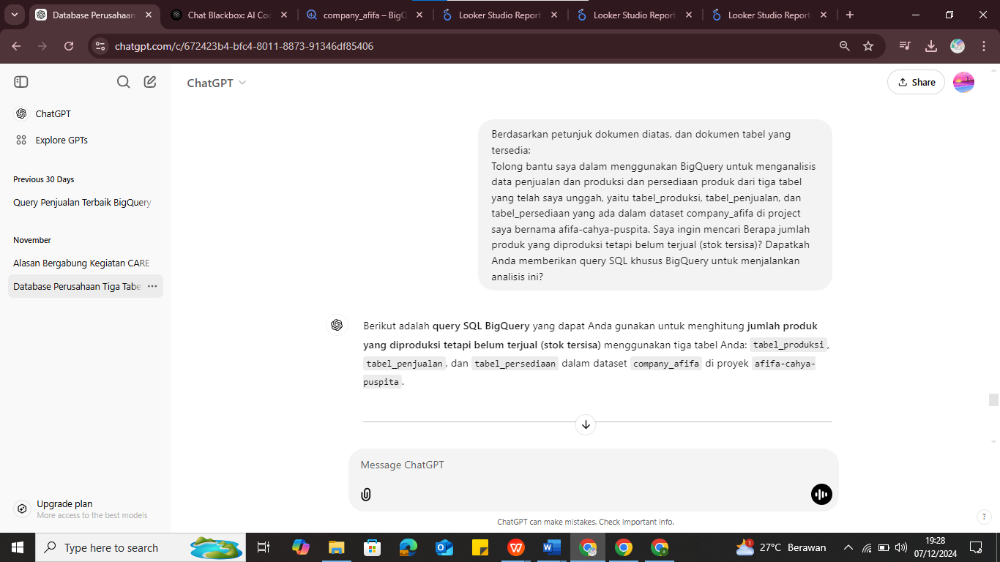 Database Perusahaan
Chat Blackbox: AI Cod
company_afifa – BigQ
Looker Studio Report
Looker Studio Report
Looker Studio Report
chatgpt.com/c/672423b4-bfc4-8011-8873-91346df85406
ChatGPT
Share
ChatGPT
Explore GPTs
Previous 30 Days
Query Penjualan Terbaik BigQuery
November
Alasan Bergabung Kegiatan CARE
Database Perusahaan Tiga Tabe
Berdasarkan petunjuk dokumen diatas, dan dokumen tabel yang
tersedia:
Tolong bantu saya dalam menggunakan BigQuery untuk menganalisis
data penjualan dan produksi dan persediaan produk dari tiga tabel
yang telah saya unggah, yaitu tabel_produksi, tabel_penjualan, dan
tabel_persediaan yang ada dalam dataset company_afifa di project
saya bernama afifa-cahya-puspita. Saya ingin mencari Berapa jumlah
produk yang diproduksi tetapi belum terjual (stok tersisa)? Dapatkah
Anda memberikan query SQL khusus BigQuery untuk menjalankan
analisis ini?
Berikut adalah query SQL BigQuery yang dapat Anda gunakan untuk menghitung jumlah produk
yang diproduksi tetapi belum terjual (stok tersisa) menggunakan tiga tabel Anda: tabel_produksi,
tabel_penjualan, dan tabel_persediaan dalam dataset company_afifa di proyek afifa-cahya-
puspita.
Message ChatGPT
ChatGPT can make mistakes. Check important info.
?
Upgrade plan
More access to the best models
Type here to search
1
27°C Berawan
19:28
07/12/2024